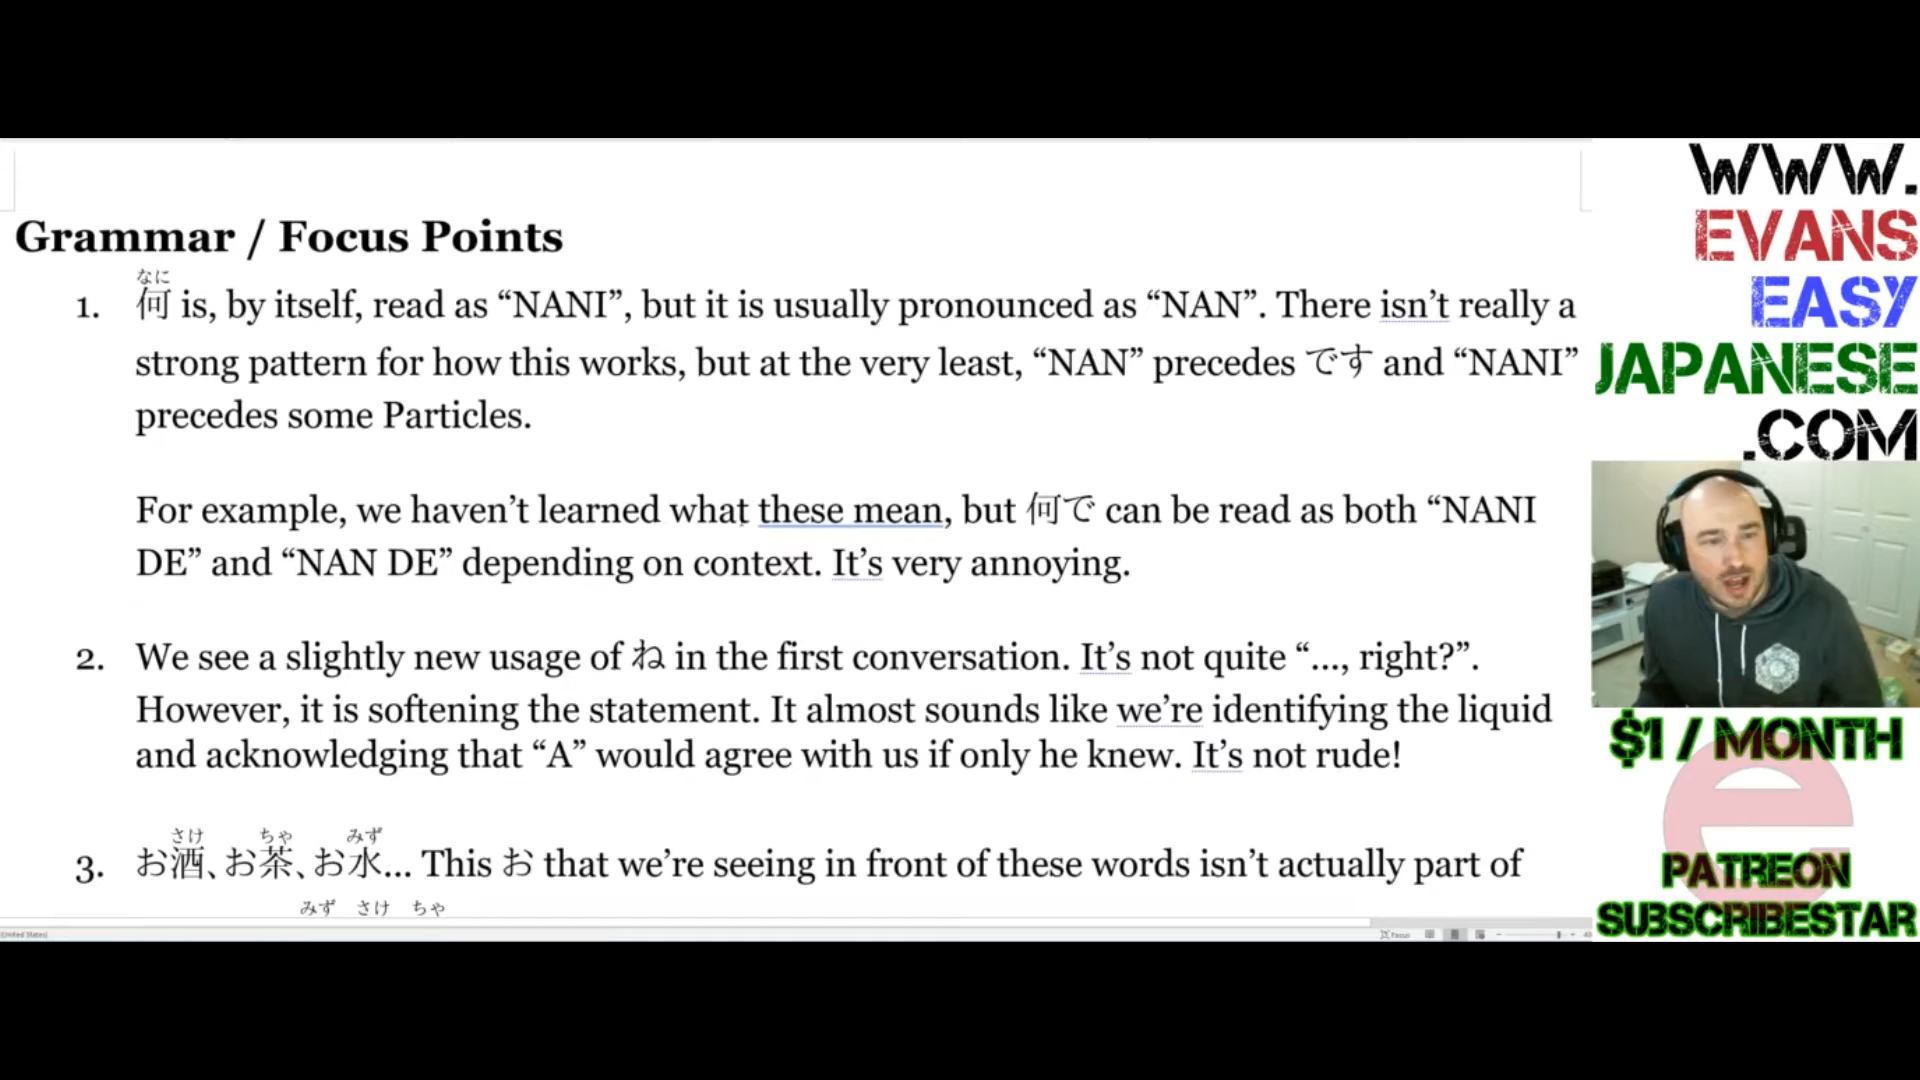 Grammar / Focus Points
なに
1. 何 is, by itself, read as “NANI”, but it is usually pronounced as “NAN”. There isn’t really a
strong pattern for how this works, but at the very least, “NAN” precedes です and “NANI”
precedes some Particles.
For example, we haven’t learned what these mean, but 何で can be read as both “NANI
DE” and “NAN DE” depending on context. It’s very annoying.
2. We see a slightly new usage of ね in the first conversation. It’s not quite “…, right?”.
However, it is softening the statement. It almost sounds like we’re identifying the liquid
and acknowledging that “A” would agree with us if only he knew. It’s not rude!
さけ ちゃ みず
3. お酒、お茶、お水… This お that we’re seeing in front of these words isn’t actually part of
みず さけ ちゃ
(United States)
Focus
WWW.
EVANS
EASY
JAPANESE
.COM
$1 / MONTH
e
PATREON
SUBSCRIBESTAR